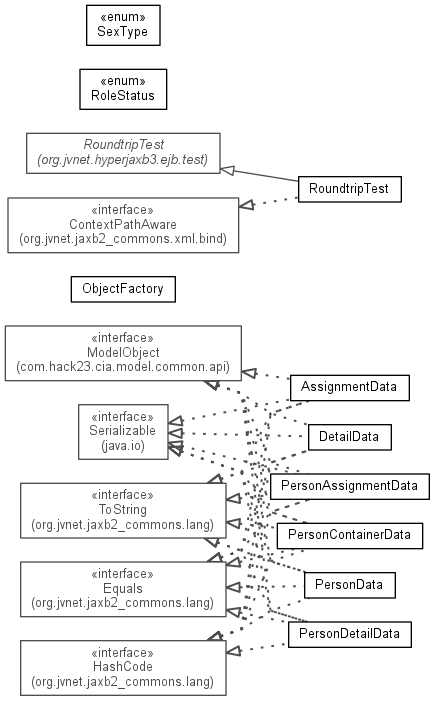 «enum»
SexType
«enum»
RoleStatus
RoundtripTest
(org.jvnet.hyperjaxb3.ejb.test)
RoundtripTest
«interface»
ContextPathAware
(org.jvnet.jaxb2_commons.xml.bind)
ObjectFactory
«interface»
ModelObject
(com.hack23.cia.model.common.api)
AssignmentData
«interface»
Serializable
(java.io)
DetailData
PersonAssignmentData
«interface»
ToString
(org.jvnet.jaxb2_commons.lang)
PersonContainerData
«interface»
Equals
(org.jvnet.jaxb2_commons.lang)
PersonData
PersonDetailData
«interface»
HashCode
(org.jvnet.jaxb2_commons.lang)